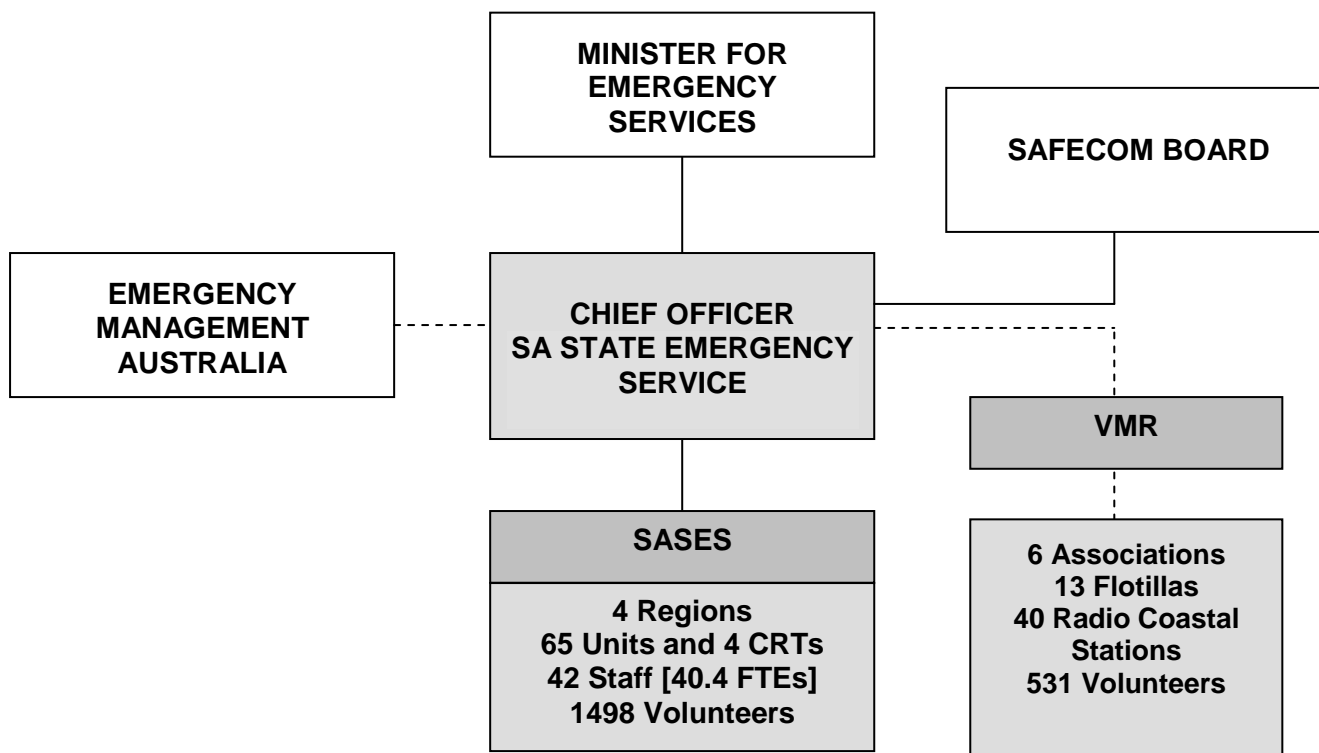 MINISTER FOR
EMERGENCY
SERVICES
SAFECOM BOARD
EMERGENCY
MANAGEMENT
AUSTRALIA
CHIEF OFFICER
SA STATE EMERGENCY
SERVICE
VMR
SASES
4 Regions
65 Units and 4 CRTs
42 Staff [40.4 FTEs]
1498 Volunteers
6 Associations
13 Flotillas
40 Radio Coastal
Stations
531 Volunteers